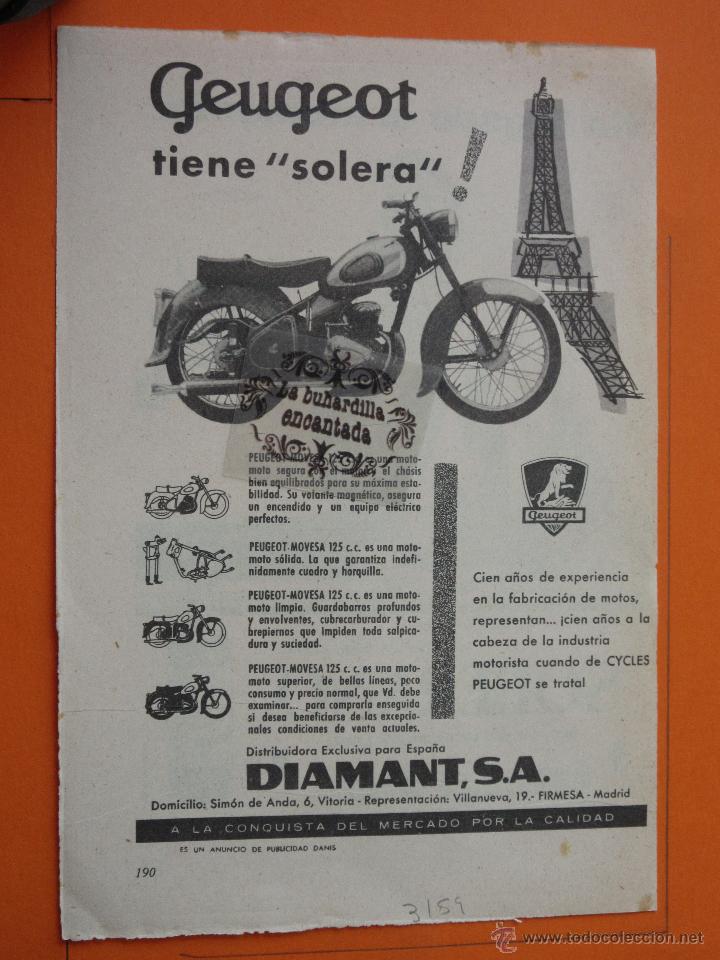 Peugeot
tiene "solera" !
La buhardilla
encantada
PEUGEOT-MOVESA 125 c.c. es una moto-
moto segura con el motor y el chásis
bien equilibrados para su máxima esta-
bilidad. Su volante magnético, asegura
un encendido y un equipo eléctrico
perfectos.
PEUGEOT-MOVESA 125 c.c. es una moto-
moto sólida. La que garantiza indefi-
nidamente cuadro y horquilla.
PEUGEOT-MOVESA 125 c.c. es una moto-
moto limpia. Guardabarros profundos
y envolventes, cubrecarburador y cu-
brepiernas que impiden toda salpica-
dura y suciedad.
PEUGEOT-MOVESA 125 c.c. es una moto-
moto superior, de bellas líneas, poco
consumo y precio normal, que Vd. debe
examinar... para comprarla enseguida
si desea beneficiarse de las excepcio-
nales condiciones de venta actuales.
Peugeot
Cien años de experiencia
en la fabricación de motos,
representan... ¡cien años a la
cabeza de la industria
motorista cuando de CYCLES
PEUGEOT se trata!
Distribuidora Exclusiva para España
DIAMANT, S.A.
Domicilio: Simón de Anda, 6, Vitoria - Representación: Villanueva, 19.- FIRMESA - Madrid
A LA CONQUISTA DEL MERCADO POR LA CALIDAD
ES UN ANUNCIO DE PUBLICIDAD DANIS
190
3159
www.todocoleccion.net